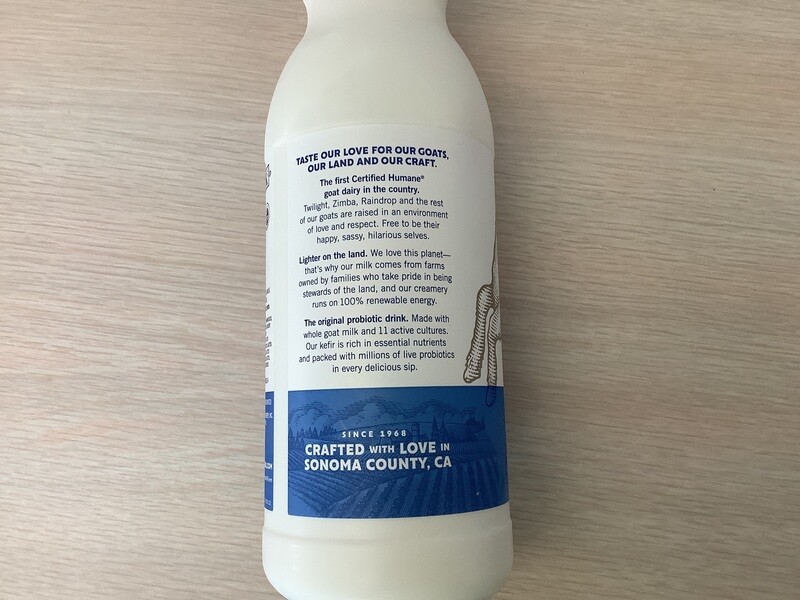 TASTE OUR LOVE FOR OUR GOATS,
OUR LAND AND OUR CRAFT.
The first Certified Humane®
goat dairy in the country.
Twilight, Zimba, Raindrop and the rest
of our goats are raised in an environment
of love and respect. Free to be their
happy, sassy, hilarious selves.
Lighter on the land. We love this planet—
that's why our milk comes from farms
owned by families who take pride in being
stewards of the land, and our creamery
runs on 100% renewable energy.
The original probiotic drink. Made with
whole goat milk and 11 active cultures.
Our kefir is rich in essential nutrients
and packed with millions of live probiotics
in every delicious sip.
SINCE 1968
CRAFTED WITH LOVE IN
SONOMA COUNTY, CA